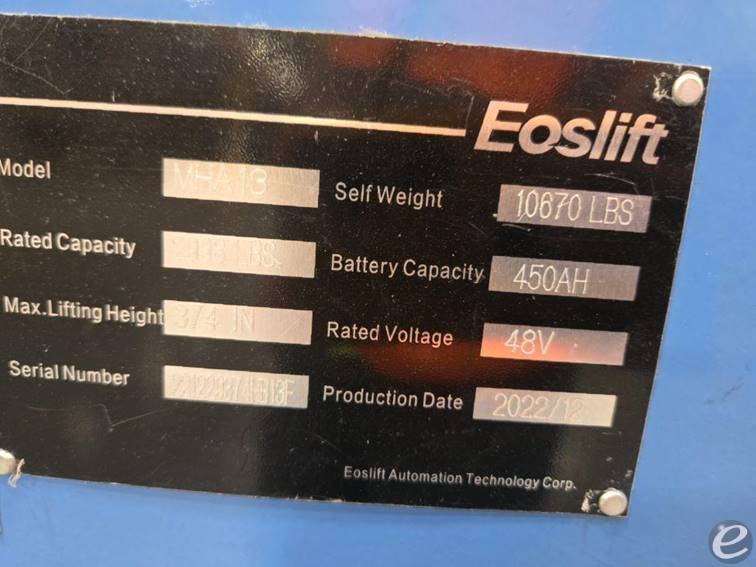 Eoslift
Model MHA13 Self Weight 10670 LBS
Rated Capacity LBS Battery Capacity 450AH
Max.Lifting Height 374 IN Rated Voltage 48V
Serial Number Production Date 2022/12
Eoslift Automation Technology Corp.
e